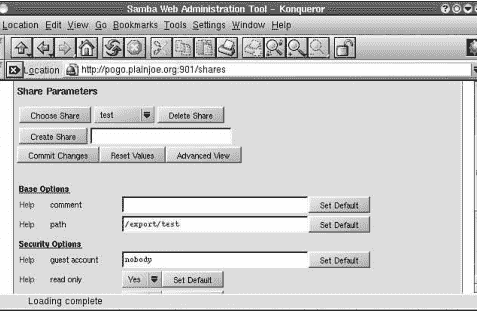 Samba Web Administration Tool - Konqueror
Location Edit View Go Bookmarks Tools Settings Window Help
Location http://pogo.plainjoe.org:901/shares
Share Parameters
Choose Share test Delete Share
Create Share
Commit Changes Reset Values Advanced View
Base Options
Help comment Set Default
Help path /export/test Set Default
Security Options
Help guest account nobody Set Default
Help read only Yes Set Default
Loading complete